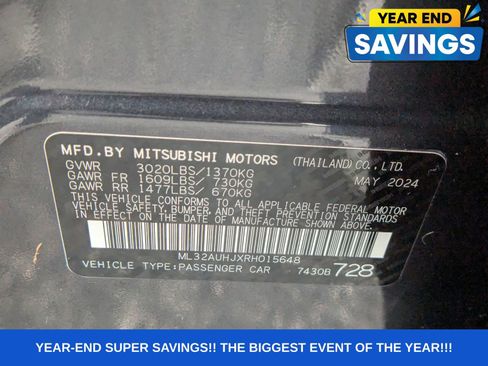 YEAR END
SAVINGS
MFD.BY MITSUBISHI MOTORS (THAILAND) CO., LTD.
GVWR 3020LBS/1370KG MAY 2024
GAWR FR 1609LBS/ 730KG
GAWR RR 1477LBS/ 670KG
THIS VEHICLE CONFORMS TO ALL APPLICABLE FEDERAL MOTOR
VEHICLE SAFETY, BUMPER, AND THEFT PREVENTION STANDARDS
IN EFFECT ON THE DATE OF MANUFACTURE SHOWN ABOVE.
ML32AUHJXRH015648
VEHICLE TYPE:PASSENGER CAR 7430B 728
YEAR-END SUPER SAVINGS!! THE BIGGEST EVENT OF THE YEAR!!!